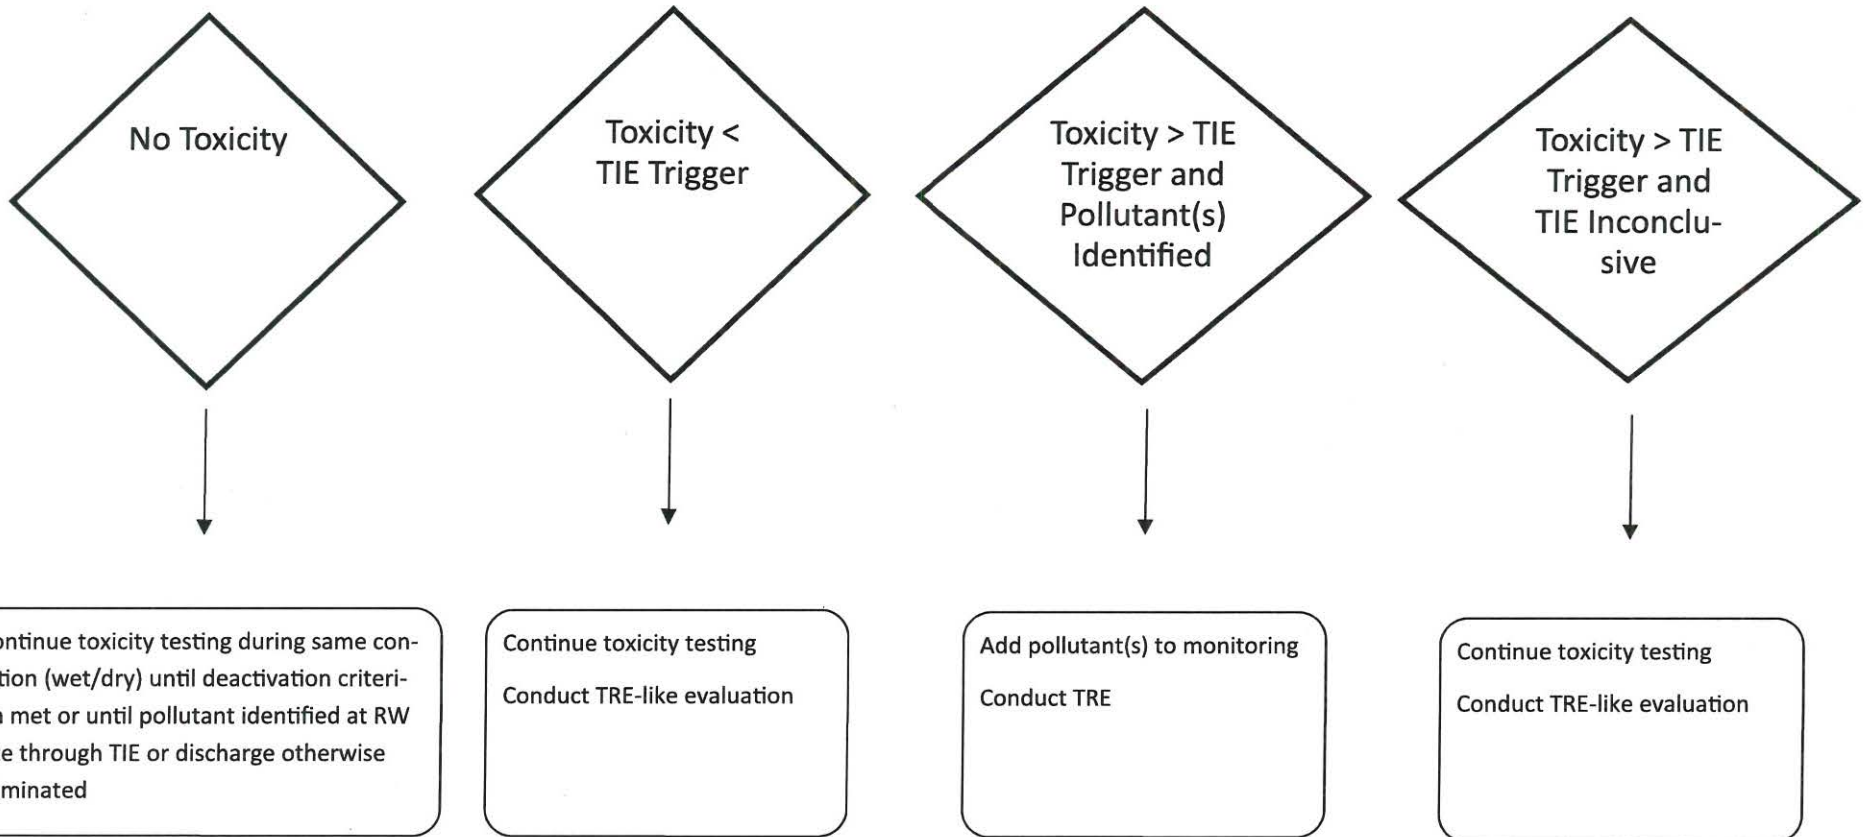 No Toxicity
Toxicity <
TIE Trigger
Toxicity > TIE
Trigger and
Pollutant(s)
Identified
Toxicity > TIE
Trigger and
TIE Inconclu-
sive
ontinue toxicity testing during same con-
tion (wet/dry) until deactivation criteri-
met or until pollutant identified at RW
e through TIE or discharge otherwise
minated
Continue toxicity testing
Conduct TRE-like evaluation
Add pollutant(s) to monitoring
Conduct TRE
Continue toxicity testing
Conduct TRE-like evaluation